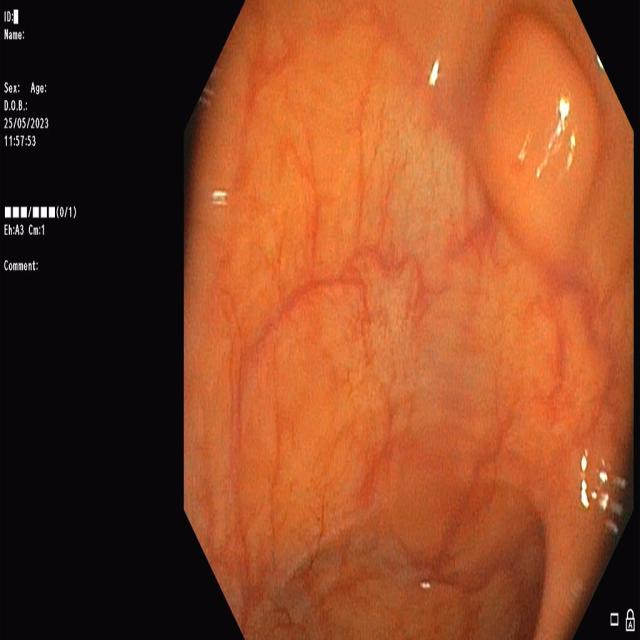 ID:
Name:
Sex: Age:
D.O.B.:
25/05/2023
11:57:53
■■■/■■■(0/1)
Eh:A3 Cm:1
Comment:
A